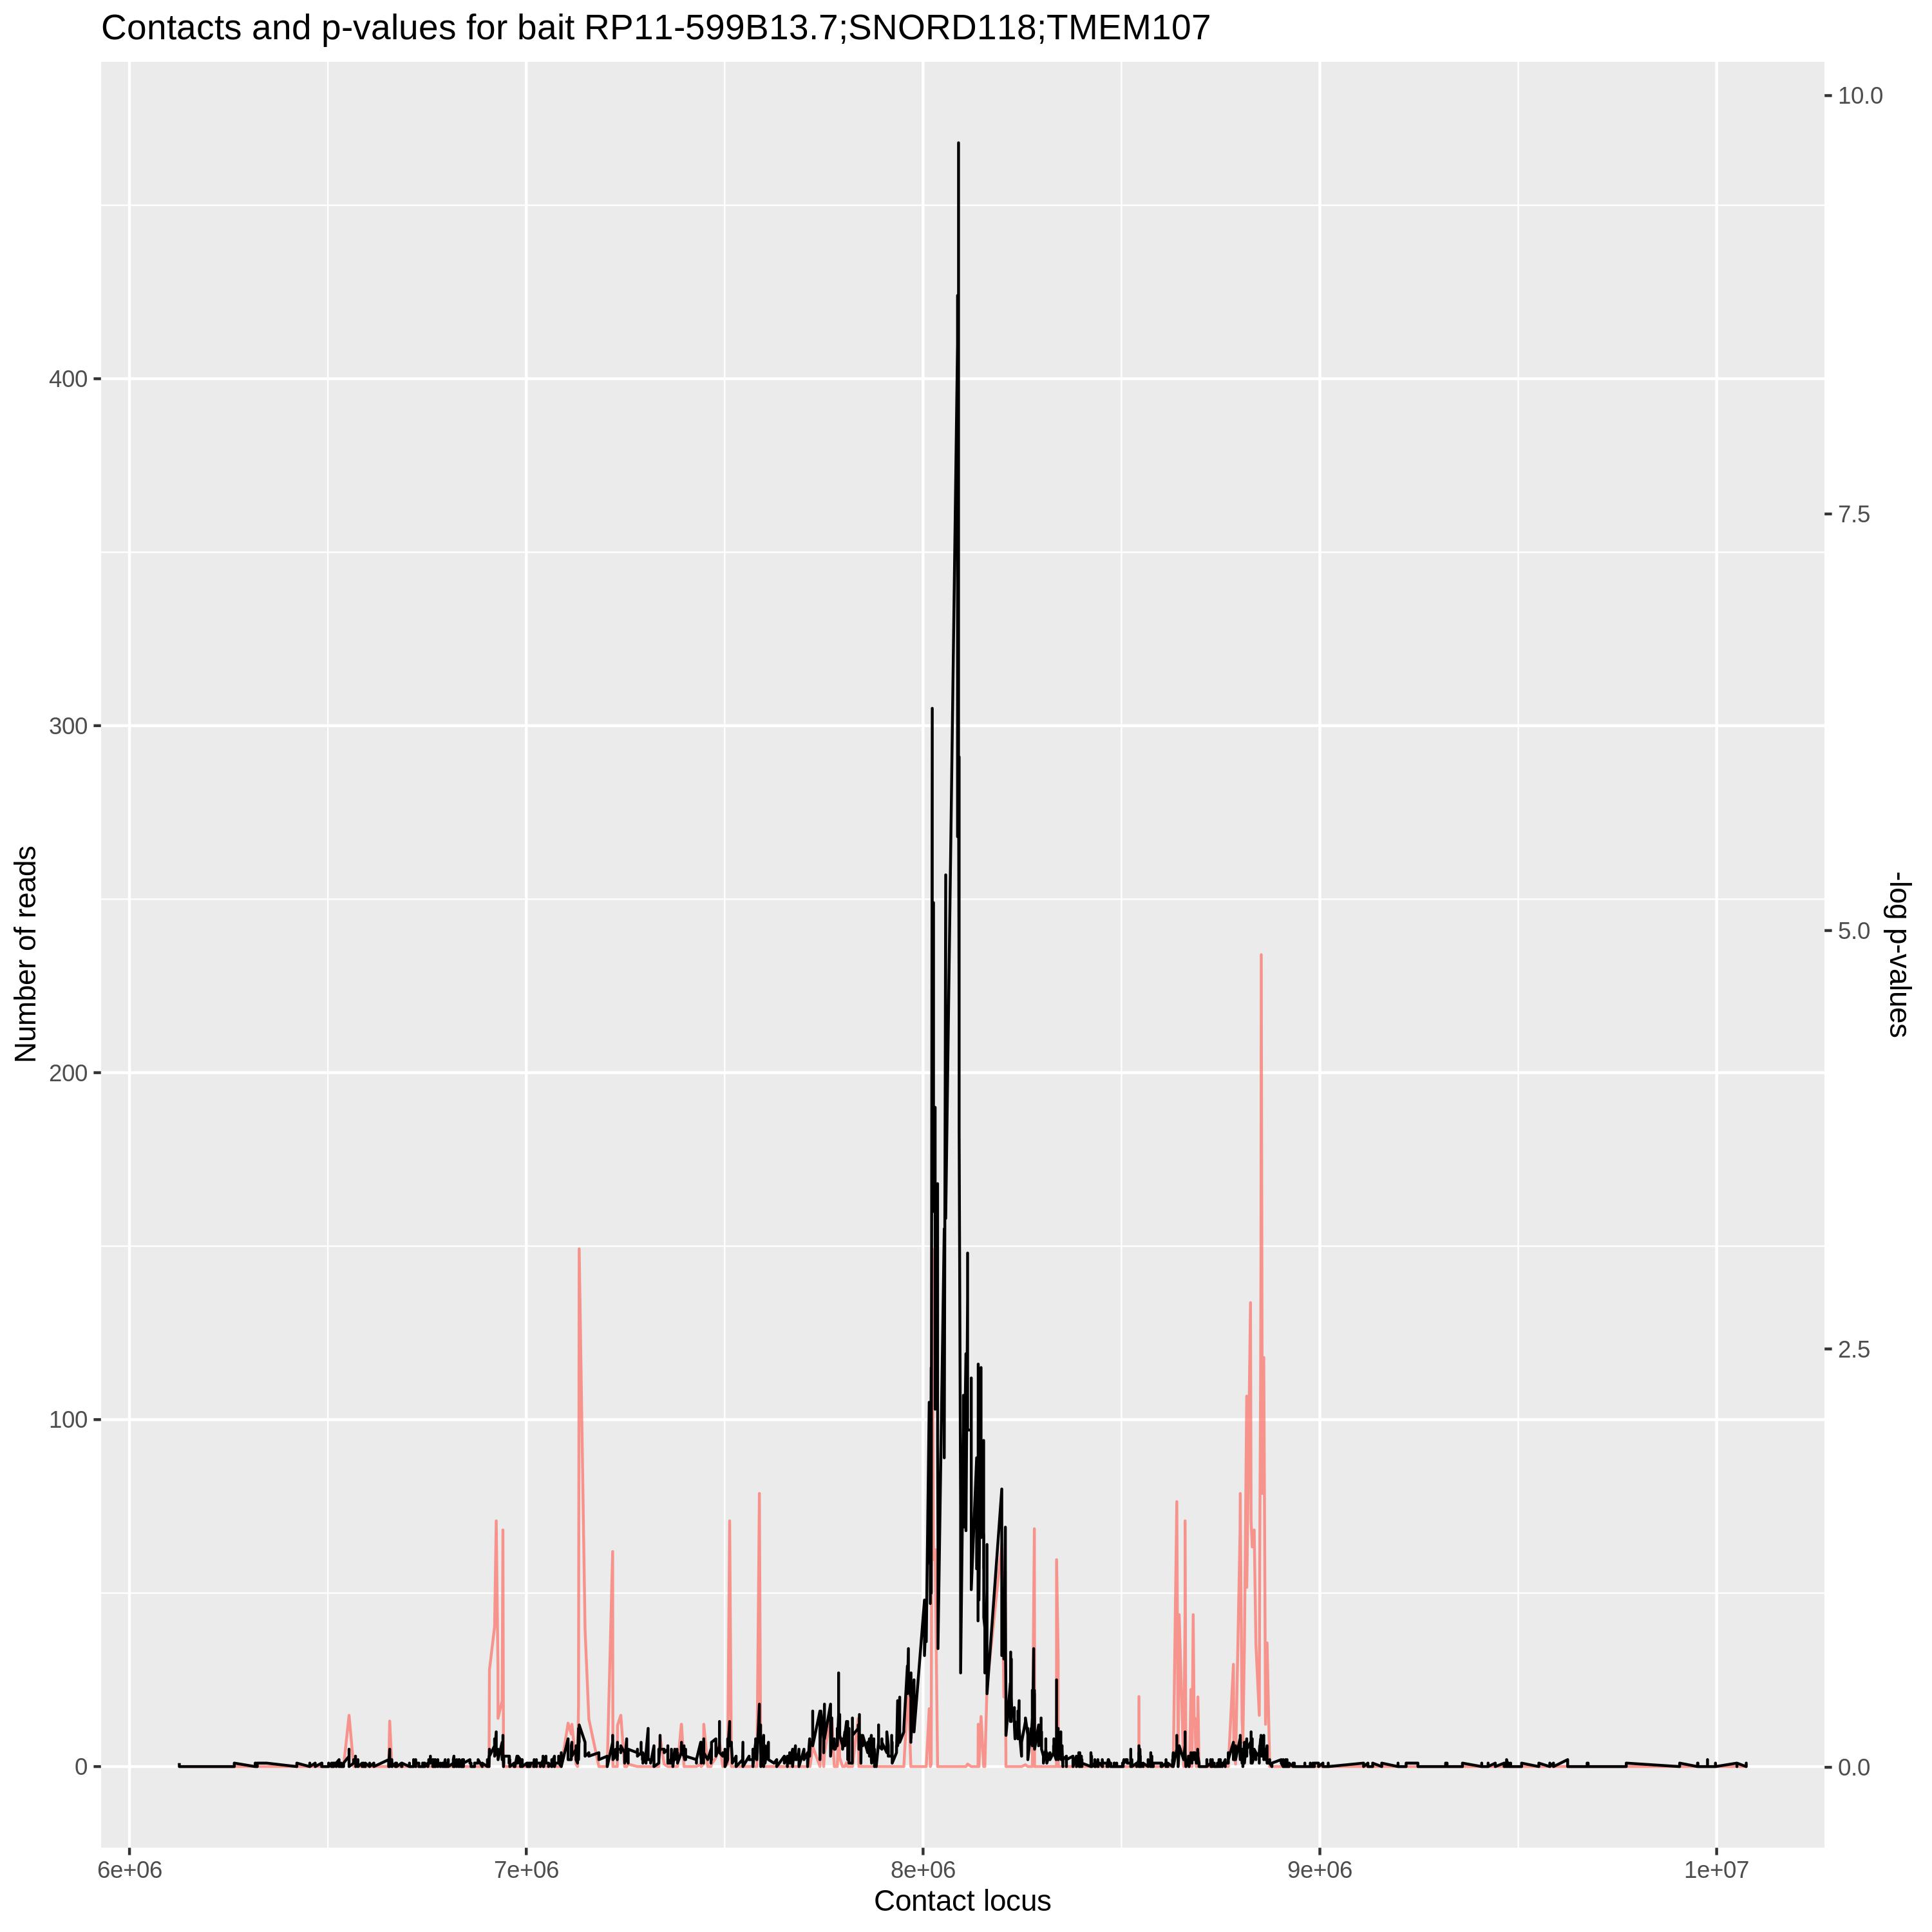 Contacts and p-values for bait RP11-599B13.7;SNORD118;TMEM107
10.0
7.5
5.0
2.5
0.0
-log p-values
400
300
200
100
0
Number of reads
6e+06 7e+06 8e+06 9e+06 1e+07
Contact locus